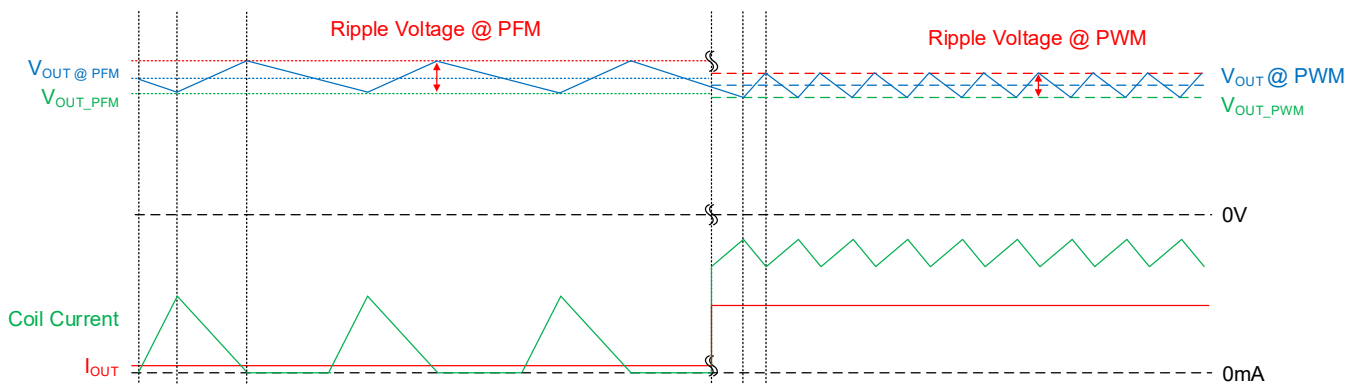 Ripple Voltage @ PFM
Ripple Voltage @ PWM
VOUT @ PFM
VOUT_PFM
VOUT @ PWM
VOUT_PWM
0V
Coil Current
IOUT
0mA